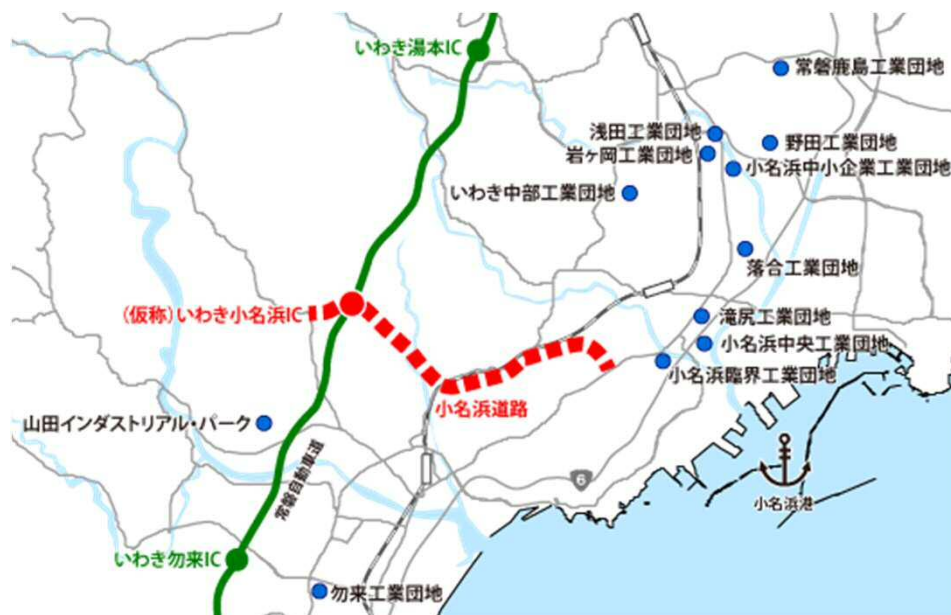 いわき湯本IC
常磐鹿島工業団地
浅田工業団地
野田工業団地
岩ヶ岡工業団地
小名浜中小企業工業団地
いわき中部工業団地
落合工業団地
(仮称)いわき小名浜IC
滝尻工業団地
小名浜中央工業団地
小名浜臨界工業団地
小名浜道路
山田インダストリアル・パーク
常磐自動車道
6
小名浜港
いわき勿来IC
勿来工業団地